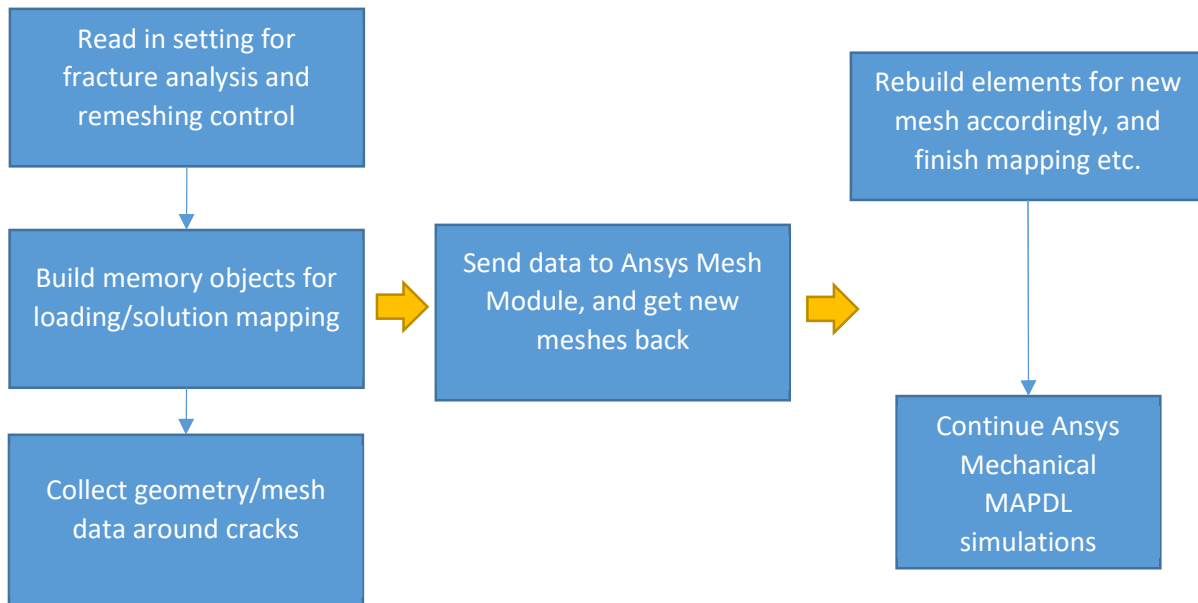 Read in setting for
fracture analysis and
remeshing control
Build memory objects for
loading/solution mapping
Collect geometry/mesh
data around cracks
Send data to Ansys Mesh
Module, and get new
meshes back
Rebuild elements for new
mesh accordingly, and
finish mapping etc.
Continue Ansys
Mechanical
MAPDL
simulations